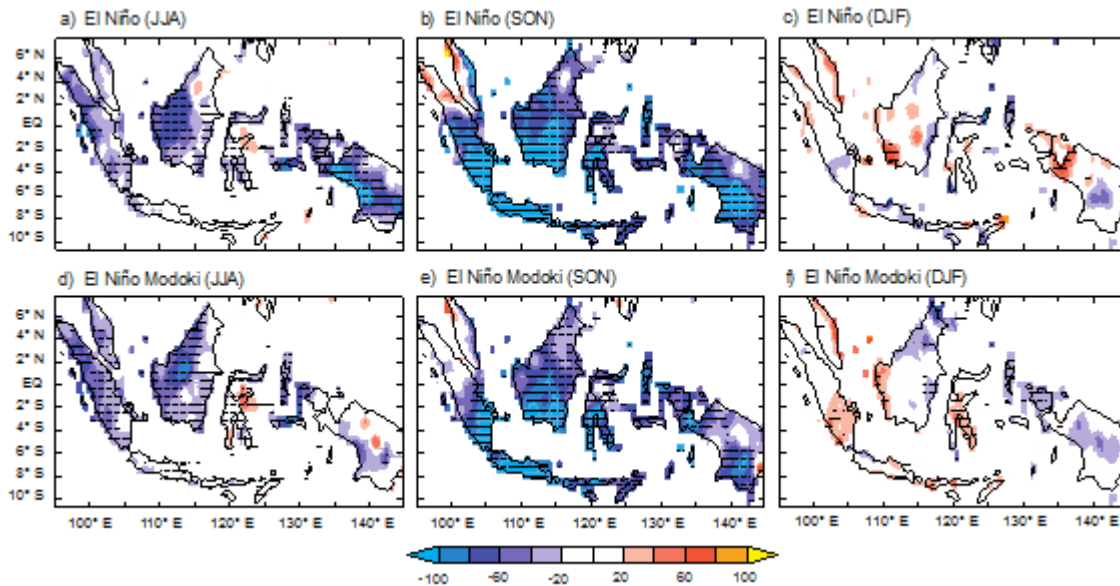 a) El Niño (JJA)
b) El Niño (SON)
c) El Niño (DJF)
6° N
4° N
2° N
EQ
2° S
4° S
6° S
8° S
10° S
d) El Niño Modoki (JJA)
e) El Niño Modoki (SON)
f) El Niño Modoki (DJF)
6° N
4° N
2° N
EQ
2° S
4° S
6° S
8° S
10° S
100° E 110° E 120° E 130° E 140° E
100° E 110° E 120° E 130° E 140° E
100° E 110° E 120° E 130° E 140° E
-100 -60 -20 20 60 100